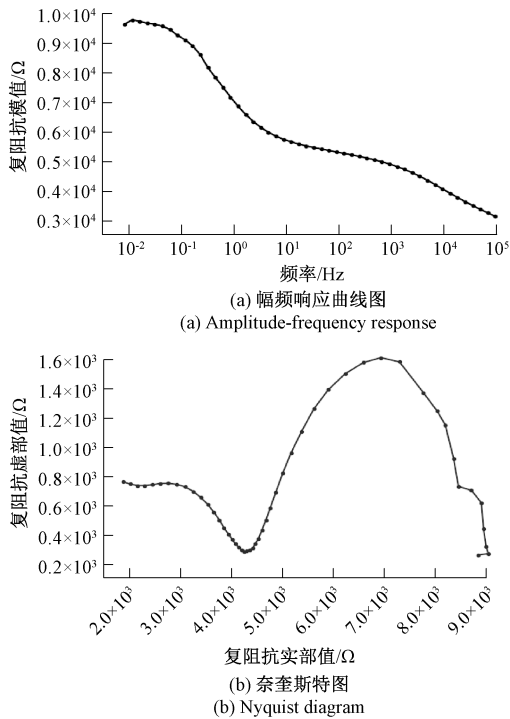 1.0×10⁴
0.9×10⁴
0.8×10⁴
0.7×10⁴
0.6×10⁴
0.5×10⁴
0.4×10⁴
0.3×10⁴
复阻抗模值/Ω
10⁻² 10⁻¹ 10⁰ 10¹ 10² 10³ 10⁴ 10⁵
频率/Hz
(a) 幅频响应曲线图
(a) Amplitude-frequency response
1.6×10³
1.4×10³
1.2×10³
1.0×10³
0.8×10³
0.6×10³
0.4×10³
0.2×10³
复阻抗虚部值/Ω
2.0×10³ 3.0×10³ 4.0×10³ 5.0×10³ 6.0×10³ 7.0×10³ 8.0×10³ 9.0×10³
复阻抗实部值/Ω
(b) 奈奎斯特图
(b) Nyquist diagram